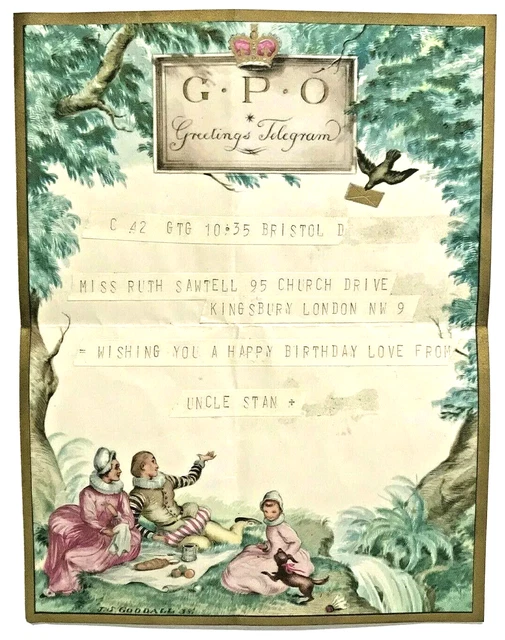 G·P·O
Greetings Telegram
C 42 GTG 10:35 BRISTOL D
MISS RUTH SAWTELL 95 CHURCH DRIVE
KINGSBURY LONDON NW 9
= WISHING YOU A HAPPY BIRTHDAY LOVE FROM
UNCLE STAN +
J.S. GOODALL